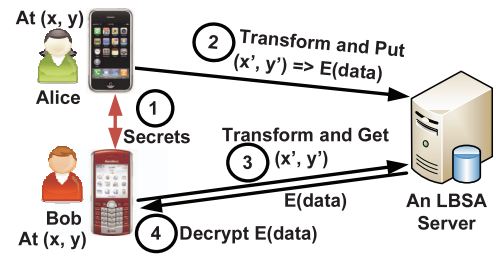 At (x, y)
Alice
1
Secrets
2
Transform and Put
(x', y') => E(data)
Transform and Get
3
(x', y')
E(data)
Bob
At (x, y)
4
Decrypt E(data)
An LBSA
Server